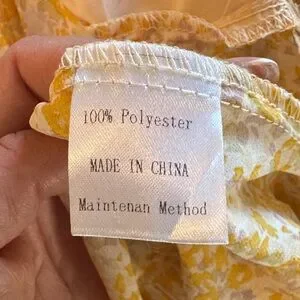 100% Polyester
MADE IN CHINA
Maintenan Method